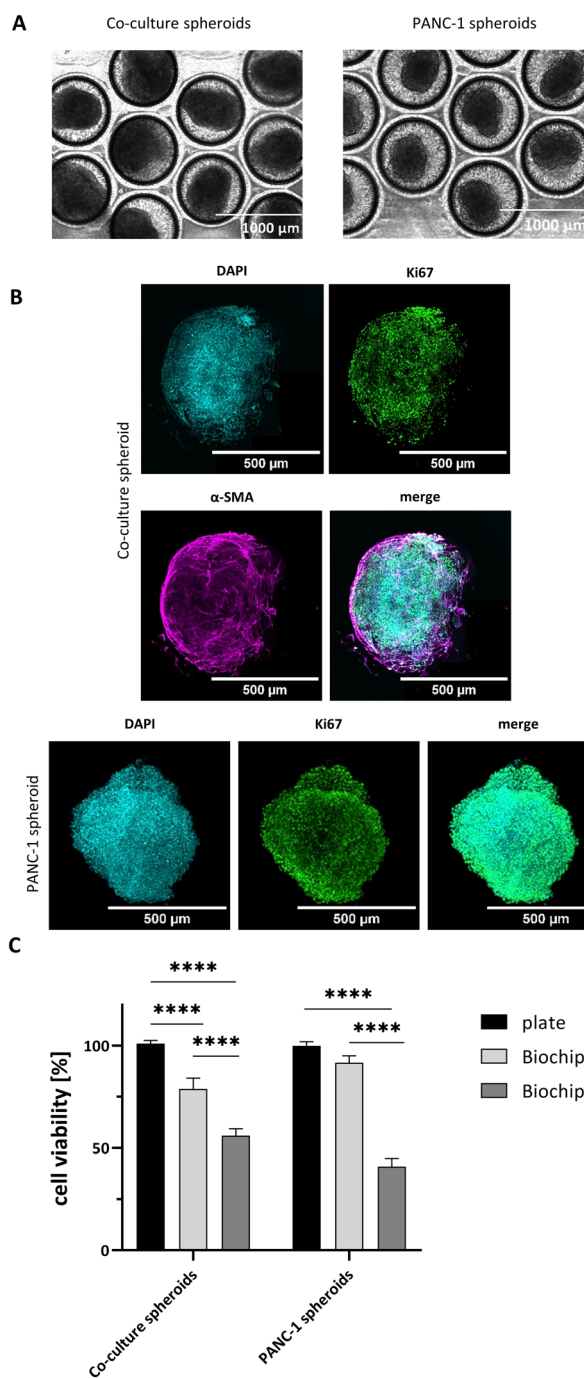 A
Co-culture spheroids
PANC-1 spheroids
1000 µm
1000 µm
B
DAPI
Ki67
Co-culture spheroid
500 µm
500 µm
α-SMA
merge
500 µm
500 µm
DAPI
Ki67
merge
PANC-1 spheroid
500 µm
500 µm
500 µm
C
****
****
****
****
****
plate
Biochip
Biochip
cell viability [%]
100
50
0
Co-culture spheroids
PANC-1 spheroids